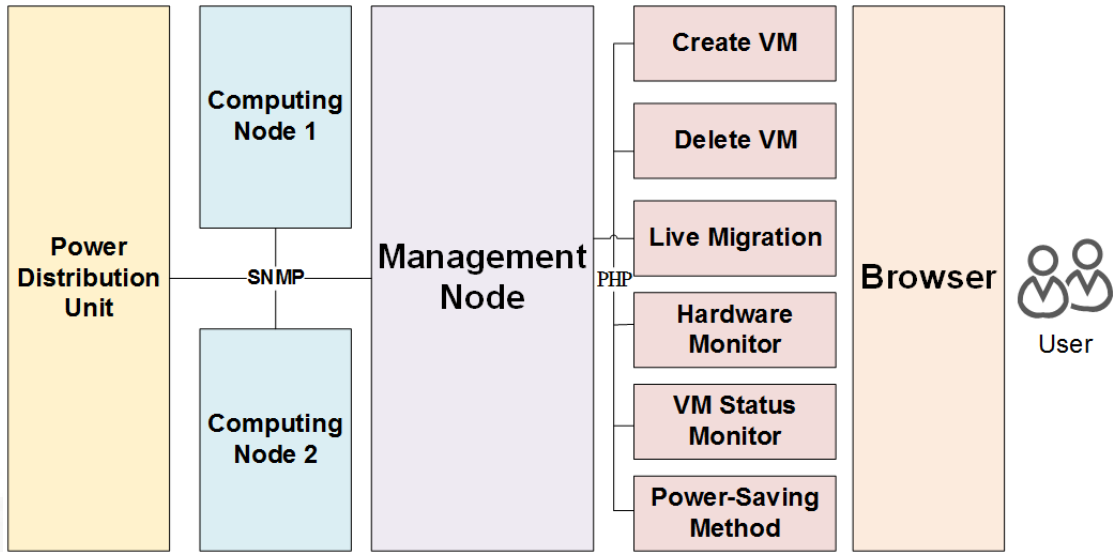 Power
Distribution
Unit
Computing
Node 1
SNMP
Computing
Node 2
Management
Node
PHP
Create VM
Delete VM
Live Migration
Hardware
Monitor
VM Status
Monitor
Power-Saving
Method
Browser
User